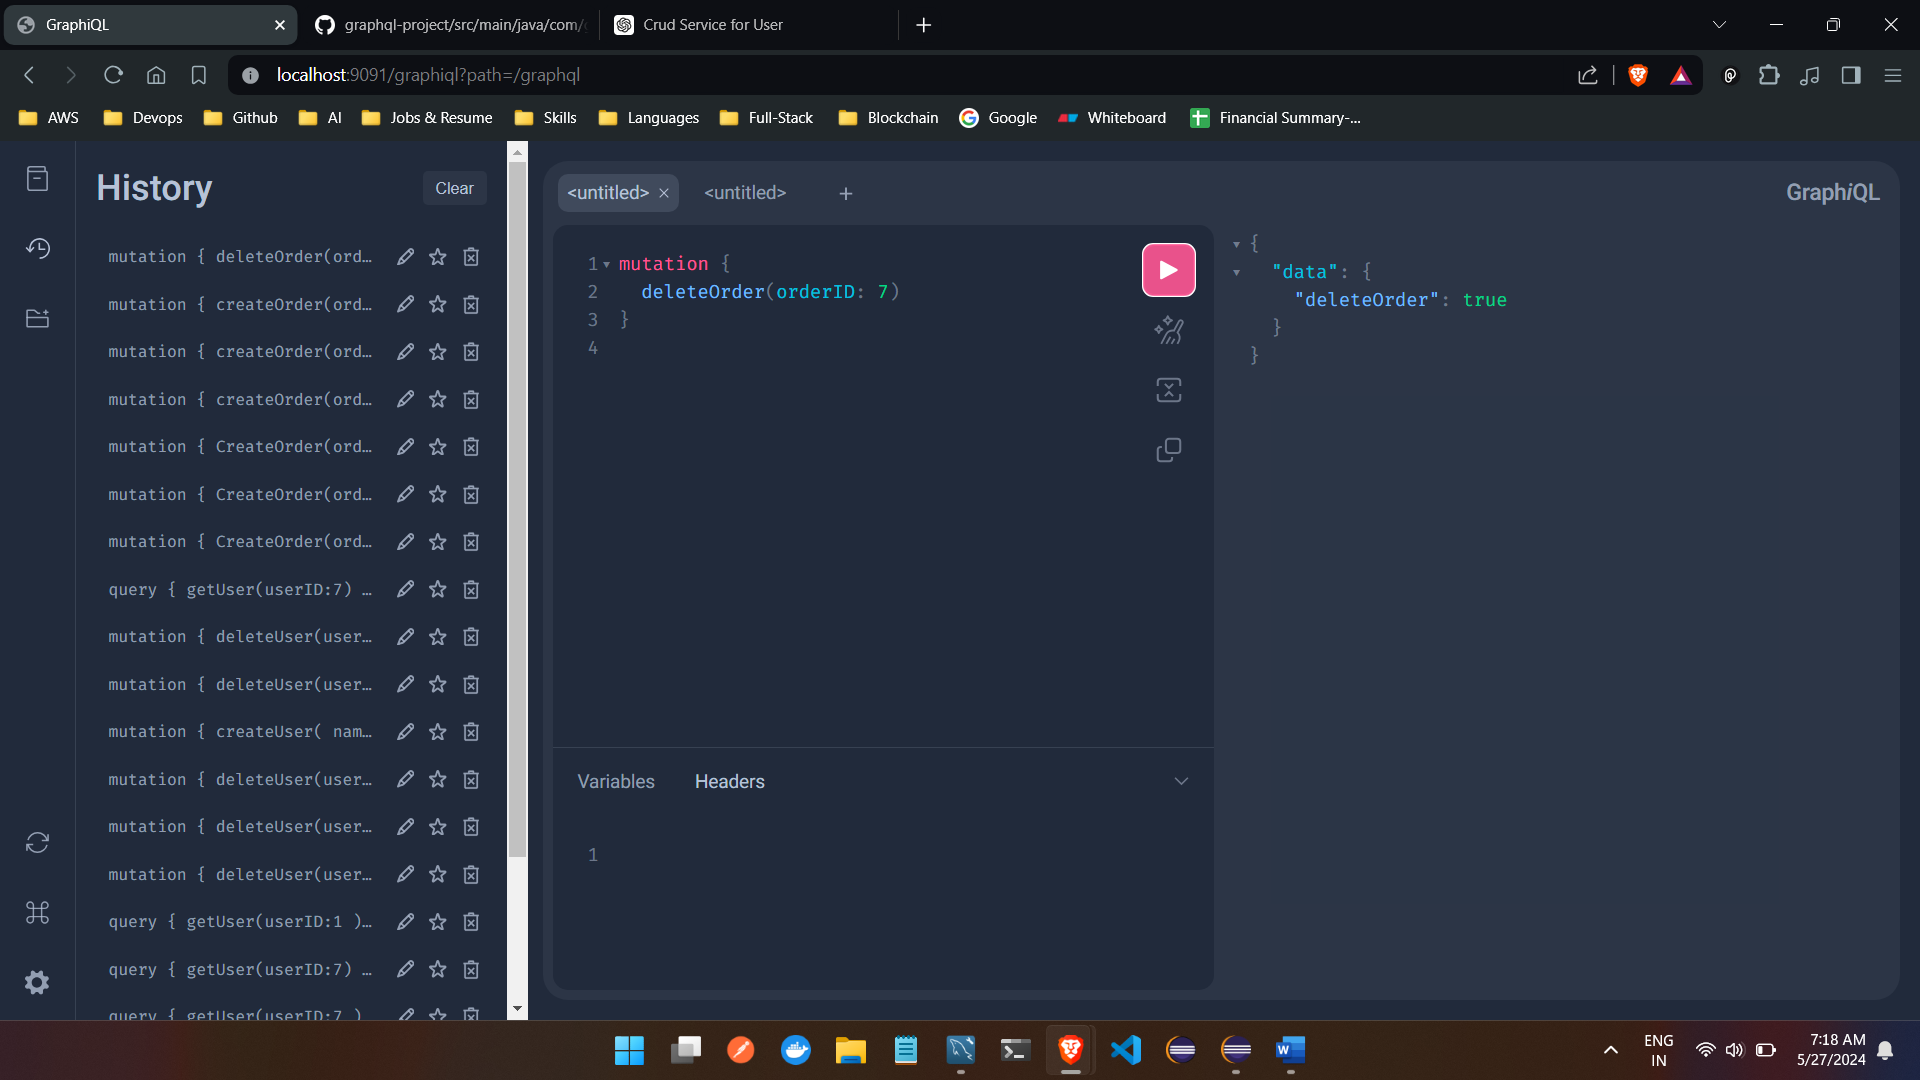 GraphiQL
graphql-project/src/main/java/com/
Crud Service for User
localhost:9091/graphiql?path=/graphql
AWS
Devops
Github
AI
Jobs & Resume
Skills
Languages
Full-Stack
Blockchain
Google
Whiteboard
Financial Summary-...
History
Clear
mutation { deleteOrder(ord…
mutation { createOrder(ord…
mutation { createOrder(ord…
mutation { createOrder(ord…
mutation { CreateOrder(ord…
mutation { CreateOrder(ord…
mutation { CreateOrder(ord…
query { getUser(userID:7) …
mutation { deleteUser(user…
mutation { deleteUser(user…
mutation { createUser( nam…
mutation { deleteUser(user…
mutation { deleteUser(user…
mutation { deleteUser(user…
query { getUser(userID:1 )…
query { getUser(userID:7) …
query { getUser(userID:7 )
<untitled>
<untitled>
GraphiQL
1 mutation {
2 deleteOrder(orderID: 7)
3 }
4
Variables
Headers
1
{
"data": {
"deleteOrder": true
}
}
ENG
IN
7:18 AM
5/27/2024